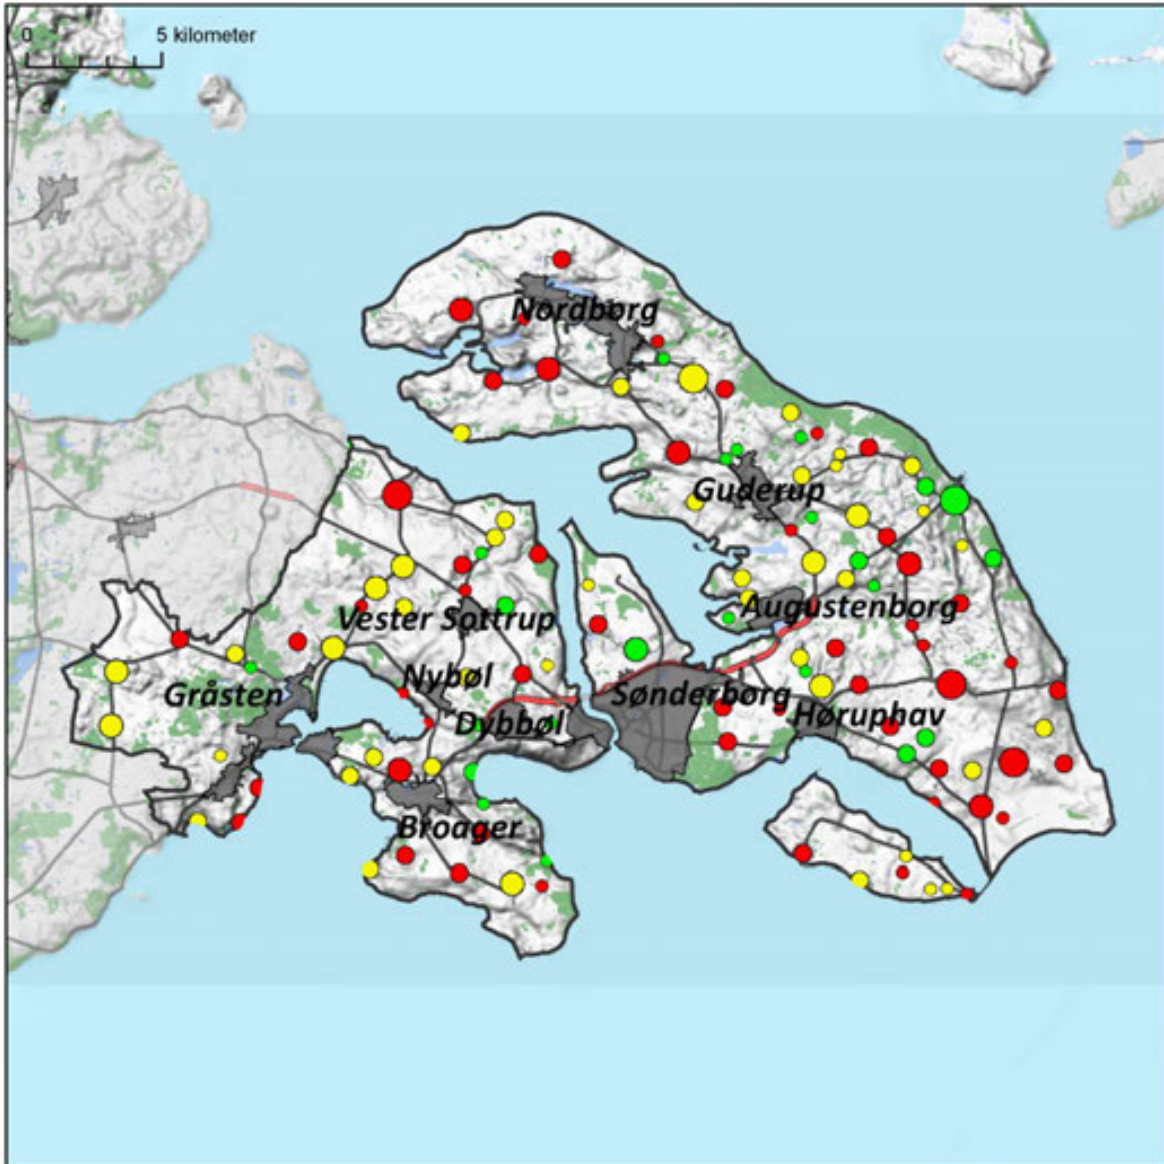 0 5 kilometer
Nordborg
Guderup
Augustenborg
Vester Sottrup
Nybøl
Gråsten
Sønderborg
Dybbøl
Høruphav
Broager